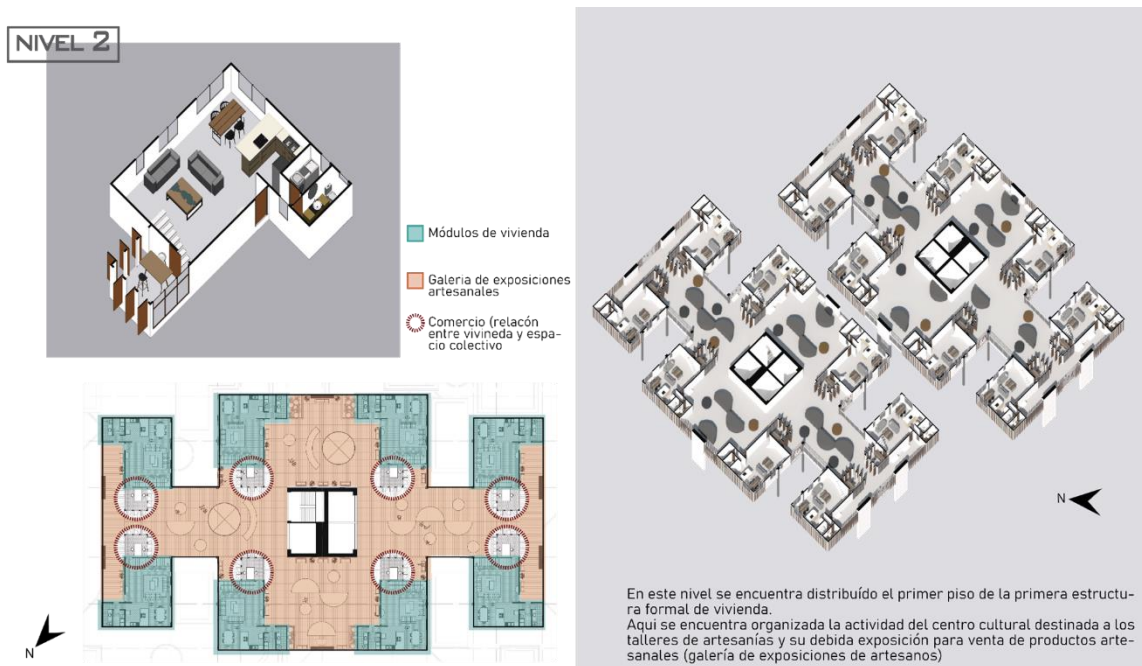 NIVEL 2
Módulos de vivienda
Galeria de exposiciones
artesanales
Comercio (relacón
entre vivineda y espa-
cio colectivo
N
N
En este nivel se encuentra distribuído el primer piso de la primera estructu-
ra formal de vivienda.
Aqui se encuentra organizada la actividad del centro cultural destinada a los
talleres de artesanías y su debida exposición para venta de productos arte-
sanales (galería de exposiciones de artesanos)